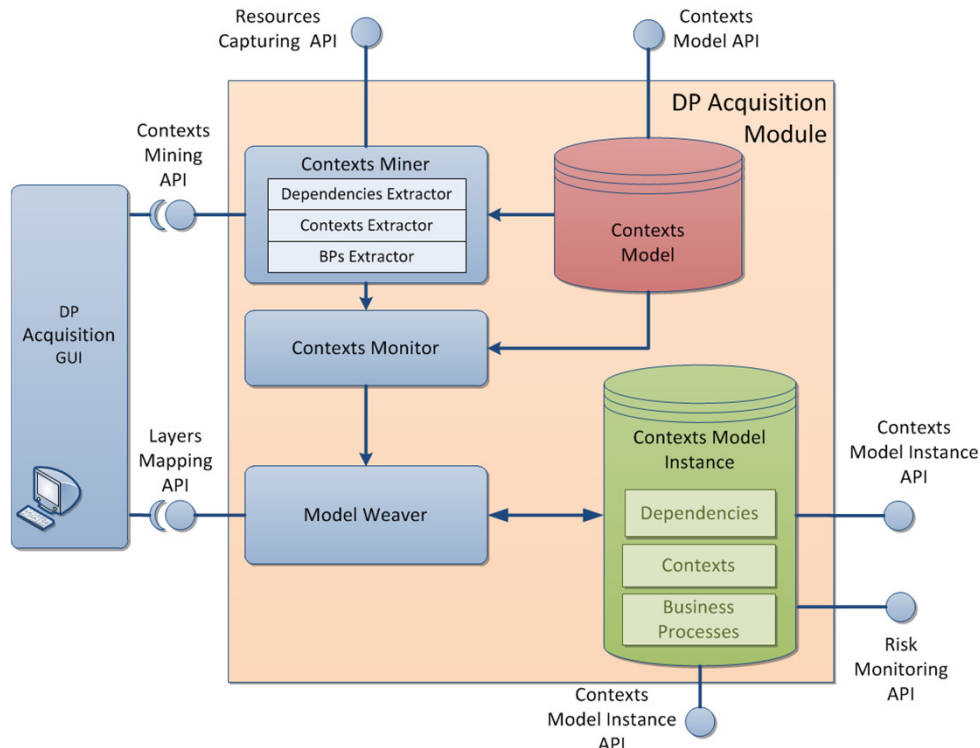 Resources
Capturing API
Contexts
Model API
DP Acquisition
Module
Contexts
Mining
API
Contexts Miner
Dependencies Extractor
Contexts Extractor
BPs Extractor
Contexts
Model
DP
Acquisition
GUI
Contexts Monitor
Layers
Mapping
API
Model Weaver
Contexts Model
Instance
Dependencies
Contexts
Business
Processes
Contexts
Model Instance
API
Risk
Monitoring
API
Contexts
Model Instance
API